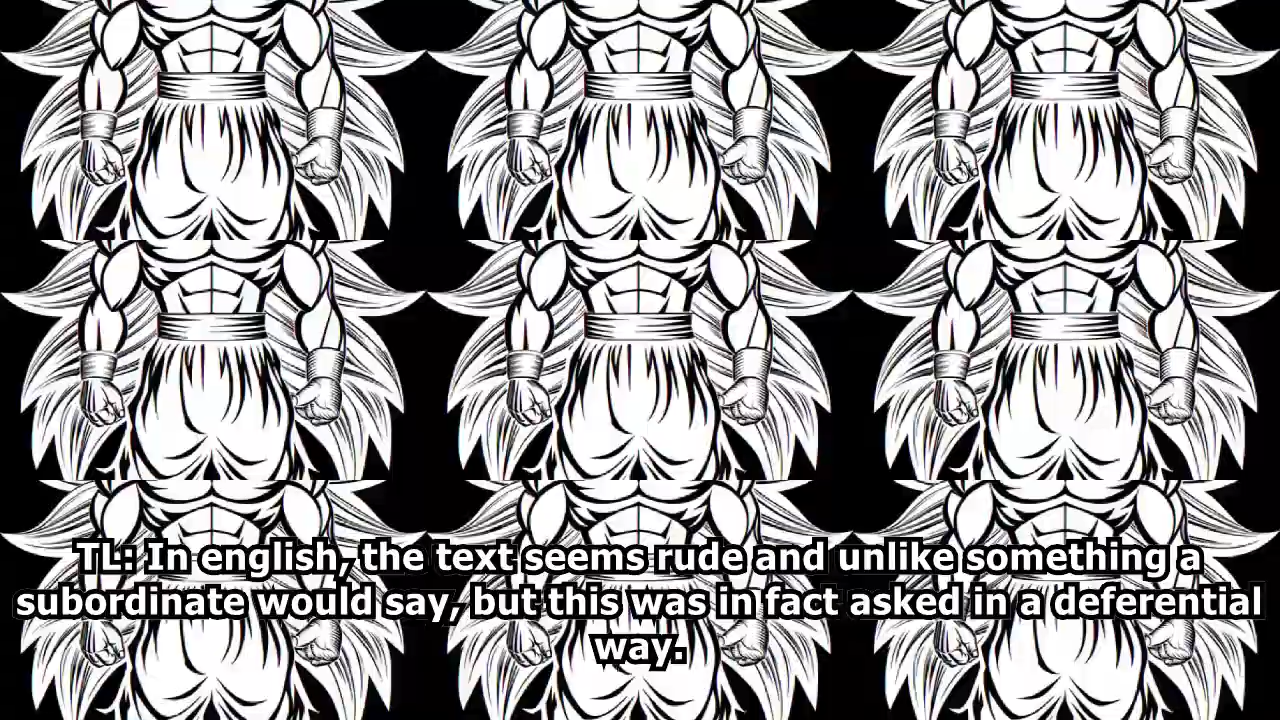 TL: In english, the text seems rude and unlike something a
subordinate would say, but this was in fact asked in a deferential
way.